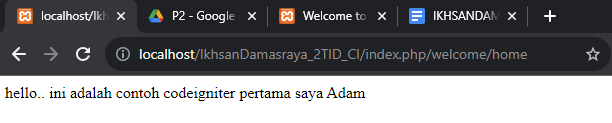 localhost/Ikh
P2 - Google
Welcome to
IKHSANDAM
localhost/IkhsanDamasraya_2TID_CI/index.php/welcome/home
hello.. ini adalah contoh codeigniter pertama saya Adam